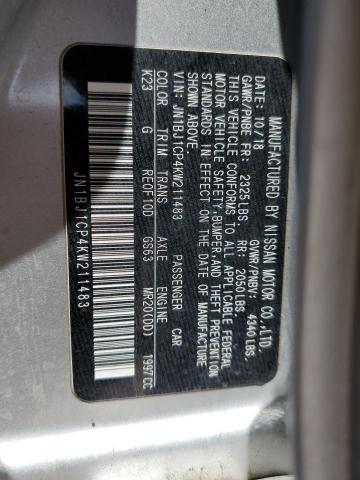 MANUFACTURED BY NISSAN MOTOR CO.,LTD.
DATE: 10/18 GVWR/PNBV: 4340LBS.
GAWR/PNBE FR: 2325LBS. RR: 2050LBS.
THIS VEHICLE CONFORMS TO ALL APPLICABLE FEDERAL
MOTOR VEHICLE SAFETY, BUMPER, AND THEFT PREVENTION
STANDARDS IN EFFECT ON THE DATE OF MANUFACTURE
SHOWN ABOVE.
VIN: JN1BJ1CP4KW211483 PASSENGER CAR
COLOR TRIM TRANS AXLE ENGINE
K23 G RE0F10D GS63 MR20(DD) 1997CC
JN1BJ1CP4KW211483